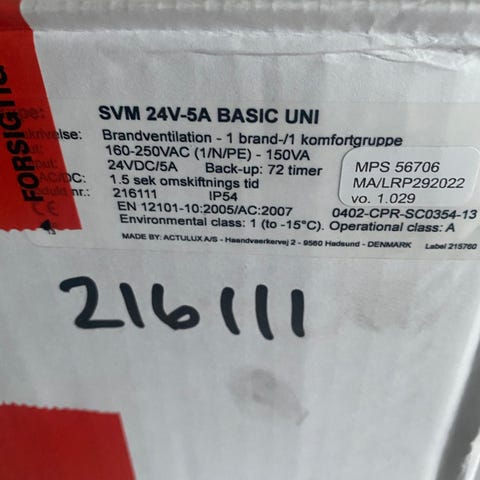 FORSIGTIG
SVM 24V-5A BASIC UNI
Brandventilation - 1 brand-/1 komfortgruppe
160-250VAC (1/N/PE) - 150VA
24VDC/5A Back-up: 72 timer
1.5 sek omskiftnings tid
nr.: 216111 IP54
EN 12101-10:2005/AC:2007 0402-CPR-SC0354-13
Environmental class: 1 (to -15°C). Operational class: A
MADE BY: ACTULUX A/S - Haandvaerkervej 2 - 9560 Hadsund - DENMARK Label 215760
MPS 56706
MA/LRP292022
vo. 1.029
CE
216111